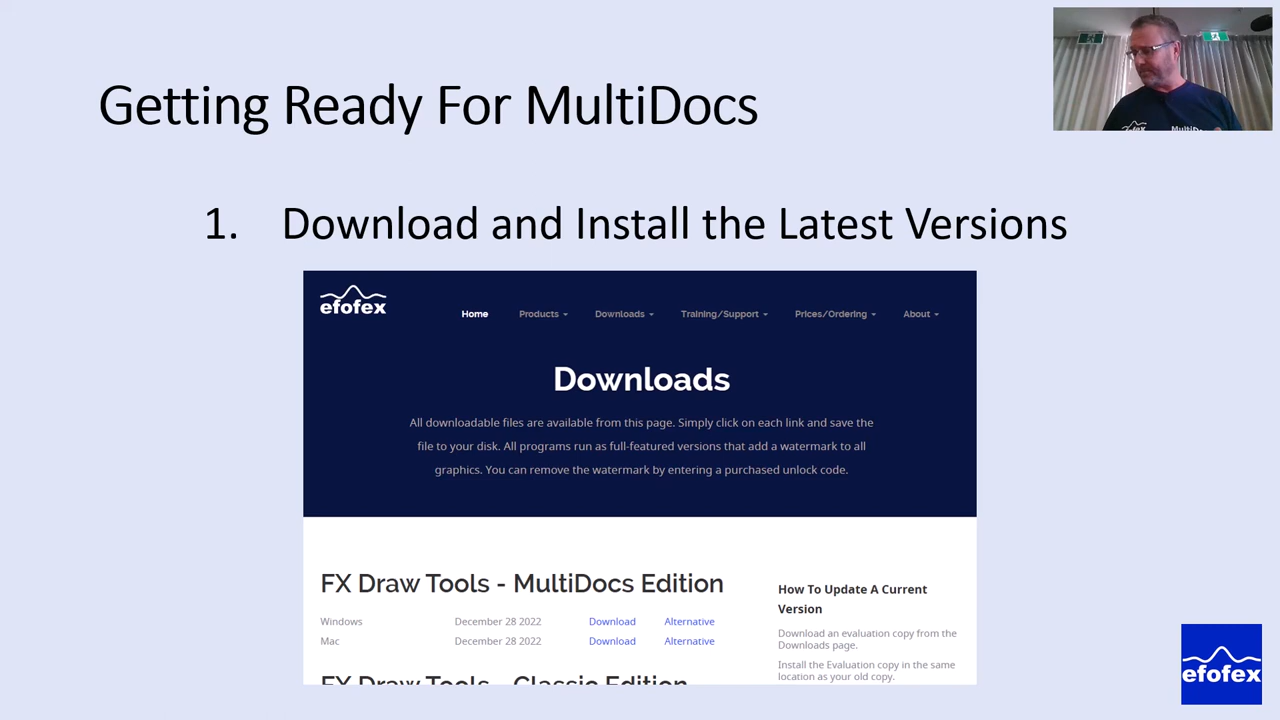 Getting Ready For MultiDocs
1. Download and Install the Latest Versions
efofex
Home Products Downloads Training/Support Prices/Ordering About
Downloads
All downloadable files are available from this page. Simply click on each link and save the
file to your disk. All programs run as full-featured versions that add a watermark to all
graphics. You can remove the watermark by entering a purchased unlock code.
FX Draw Tools - MultiDocs Edition
Windows December 28 2022 Download Alternative
Mac December 28 2022 Download Alternative
FX Draw Tools - Classic Edition
How To Update A Current
Version
Download an evaluation copy from the
Downloads page.
Install the Evaluation copy in the same
location as your old copy.
efofex